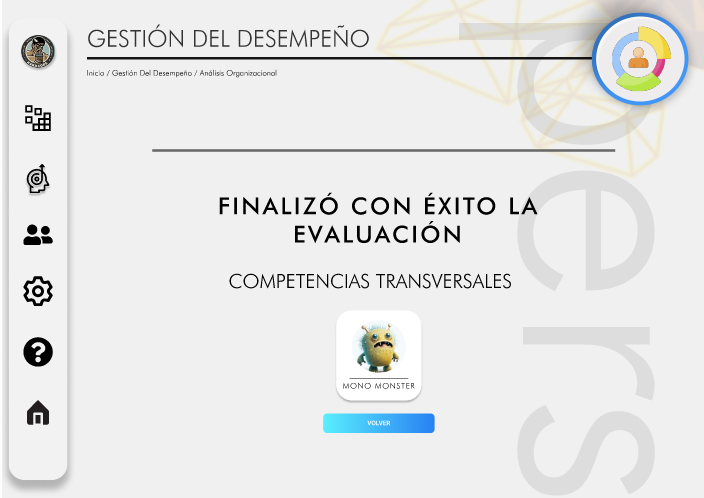 GESTIÓN DEL DESEMPEÑO
Inicio / Gestión Del Desempeño / Análisis Organizacional
pers
FINALIZÓ CON ÉXITO LA
EVALUACIÓN
COMPETENCIAS TRANSVERSALES
MONO MONSTER
VOLVER